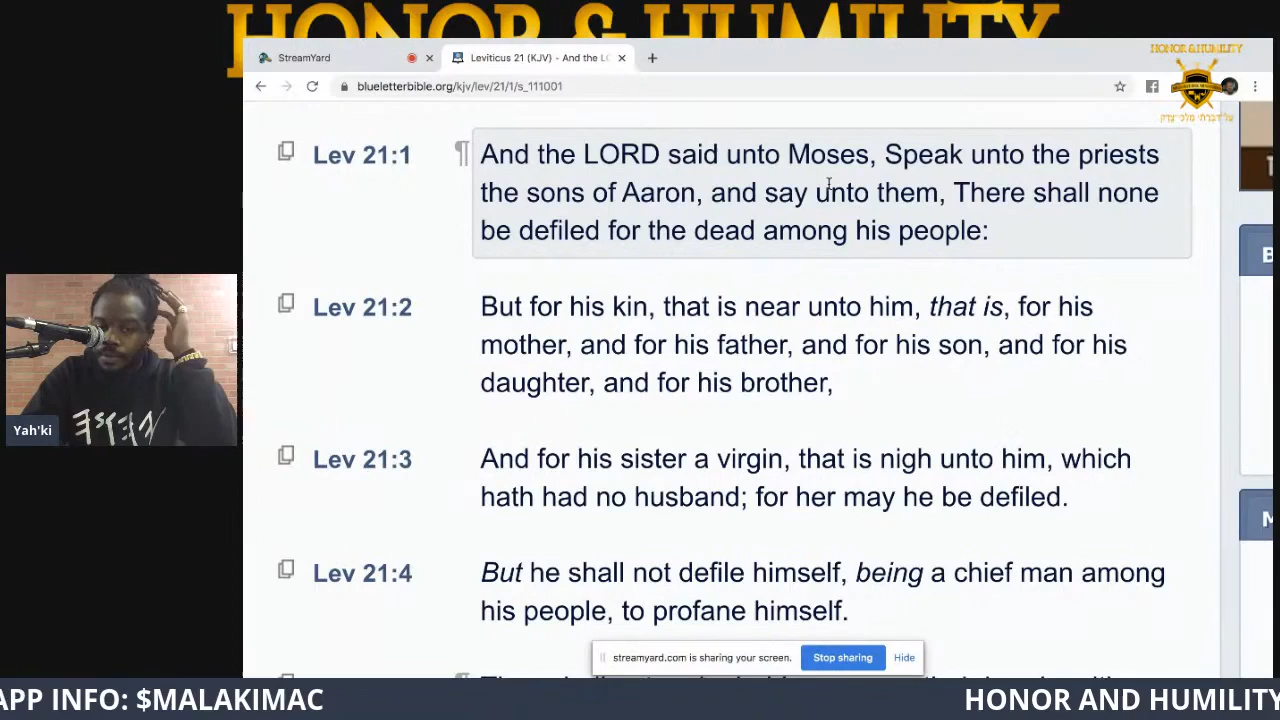 HONOR & HUMILITY
StreamYard
Leviticus 21 (KJV) - And the LO
HONOR & HUMILITY
blueletterbible.org/kjv/lev/21/1/s_111001
Lev 21:1
¶ And the LORD said unto Moses, Speak unto the priests
the sons of Aaron, and say unto them, There shall none
be defiled for the dead among his people:
Lev 21:2
But for his kin, that is near unto him, that is, for his
mother, and for his father, and for his son, and for his
daughter, and for his brother,
Lev 21:3
And for his sister a virgin, that is nigh unto him, which
hath had no husband; for her may he be defiled.
Lev 21:4
But he shall not defile himself, being a chief man among
his people, to profane himself.
Yah'ki
streamyard.com is sharing your screen.
Stop sharing
Hide
APP INFO: $MALAKIMAC
HONOR AND HUMILITY